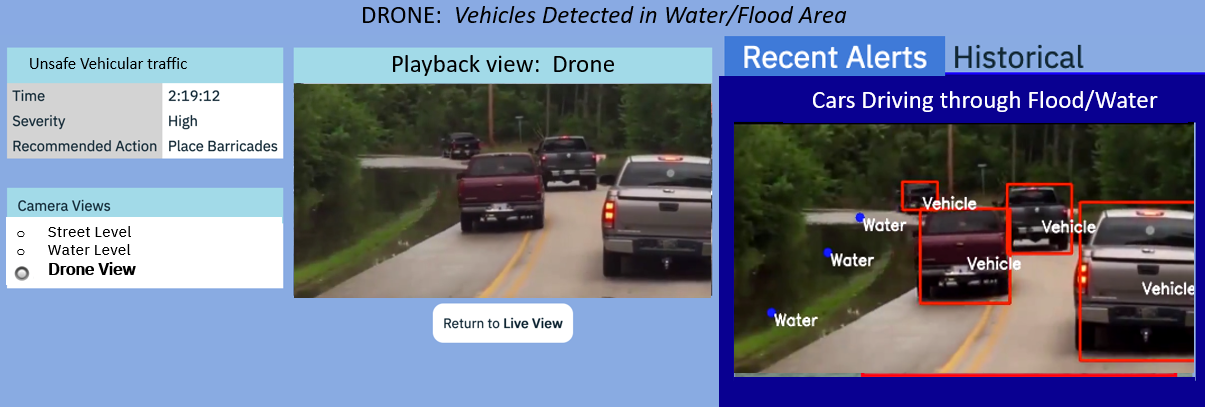 DRONE: Vehicles Detected in Water/Flood Area
Unsafe Vehicular traffic
Time 2:19:12
Severity High
Recommended Action Place Barricades
Camera Views
Street Level
Water Level
Drone View
Playback view: Drone
Return to Live View
Recent Alerts Historical
Cars Driving through Flood/Water
Vehicle
Water
Vehicle
Water
Vehicle
Vehicle
Water